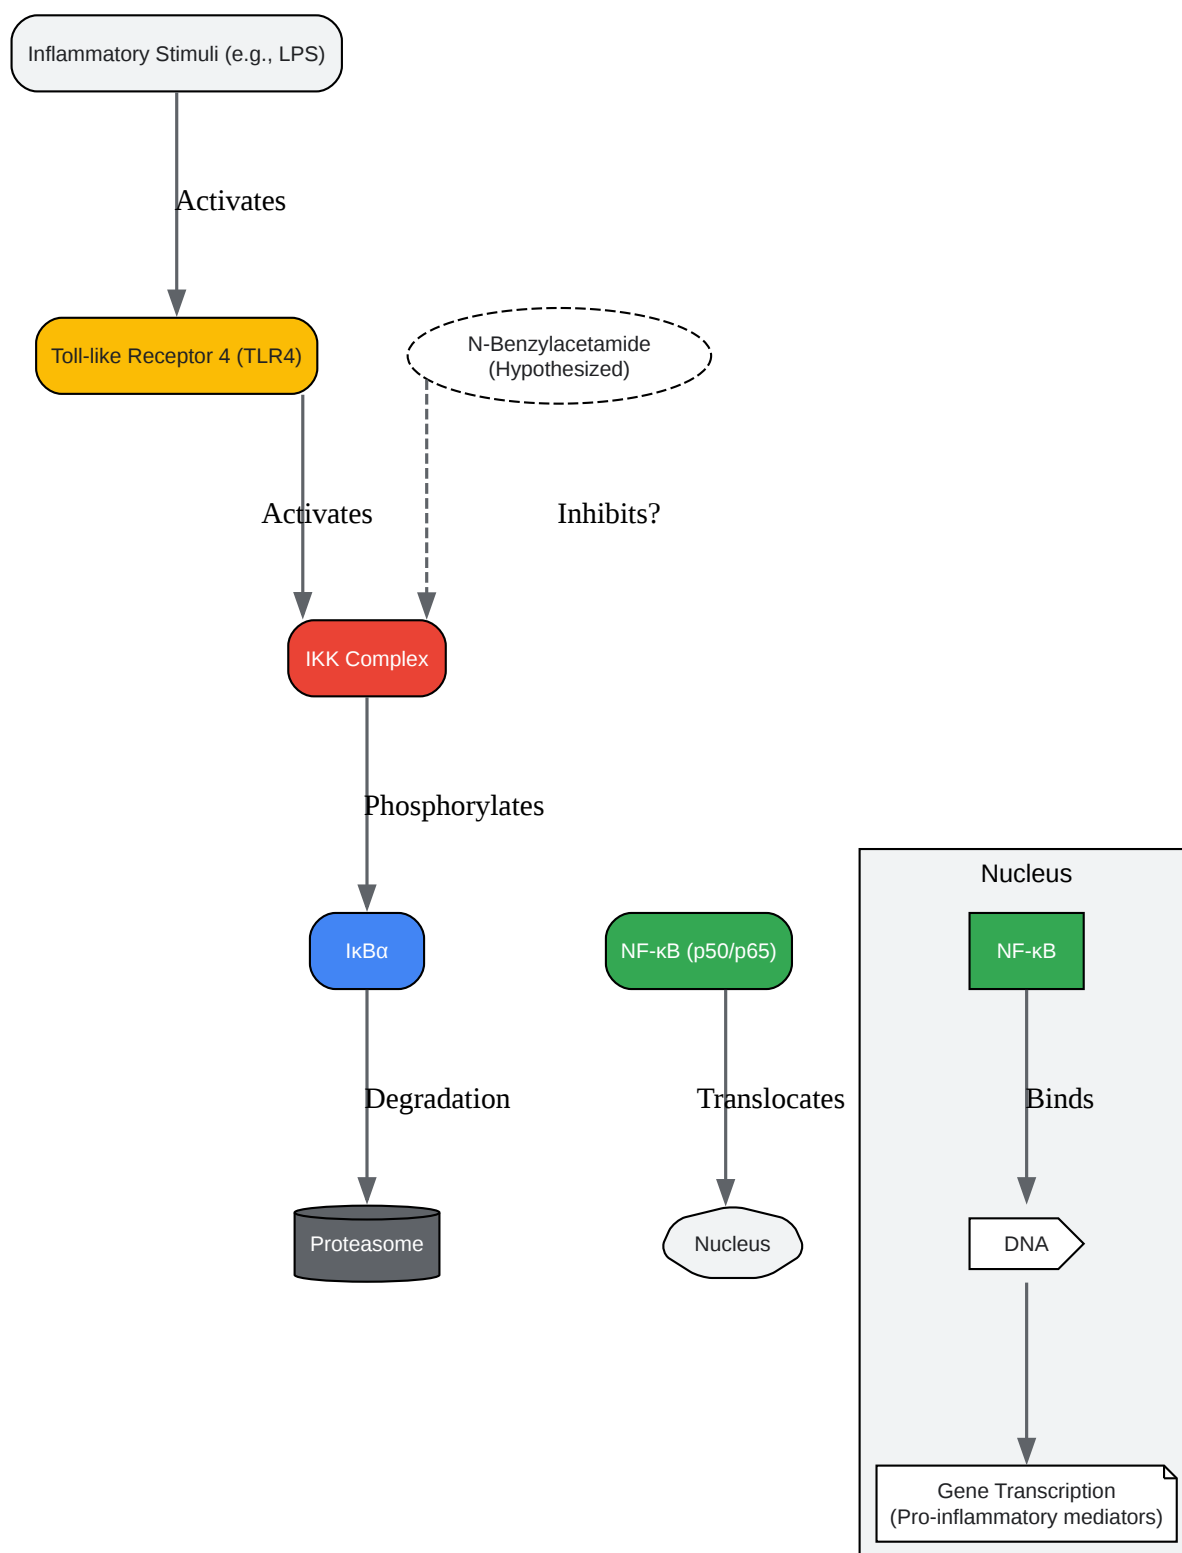 Inflammatory Stimuli (e.g., LPS)
Activates
Toll-like Receptor 4 (TLR4)
N-Benzylacetamide
(Hypothesized)
Activates
Inhibits?
IKK Complex
Phosphorylates
Nucleus
IκBα
NF-κB (p50/p65)
NF-κB
Degradation
Translocates
Binds
Proteasome
Nucleus
DNA
Gene Transcription
(Pro-inflammatory mediators)